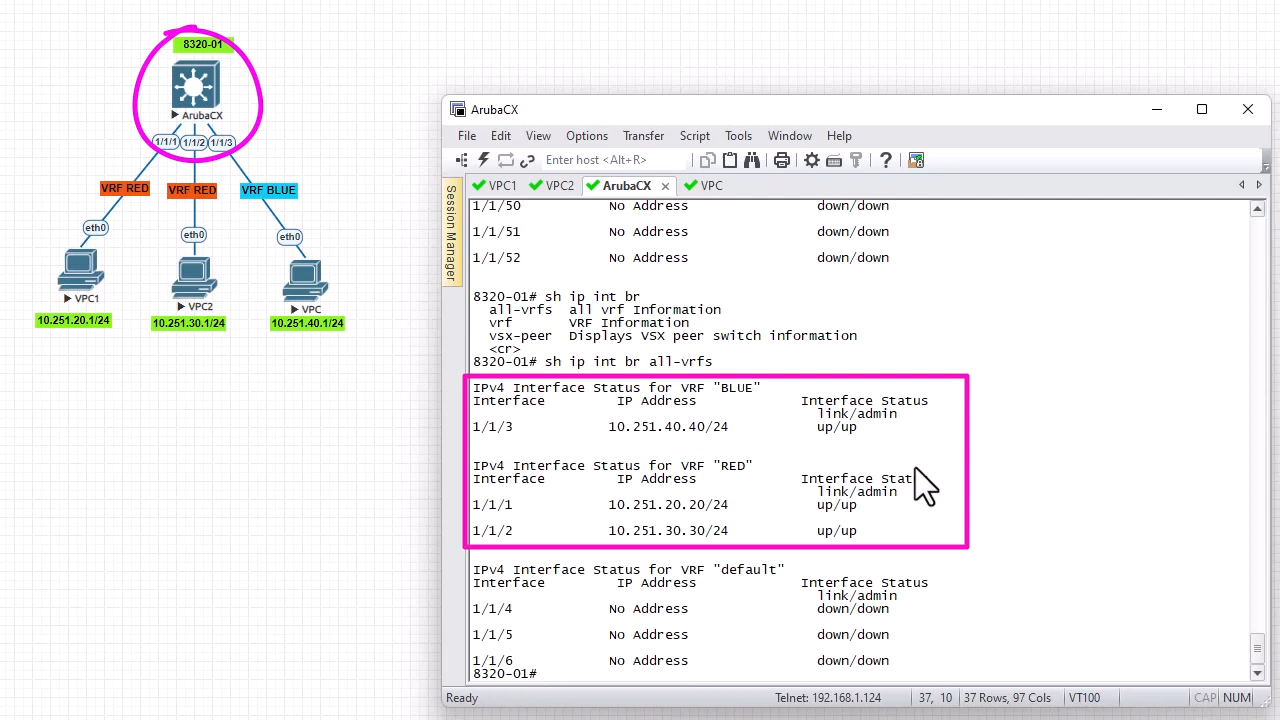 8320-01
ArubaCX
1/1/1 1/1/2 1/1/3
VRF RED VRF RED VRF BLUE
eth0 eth0 eth0
VPC1 VPC2 VPC
10.251.20.1/24 10.251.30.1/24 10.251.40.1/24
ArubaCX
File Edit View Options Transfer Script Tools Window Help
Enter host <Alt+R>
Session Manager
VPC1 VPC2 ArubaCX VPC
1/1/50 No Address down/down
1/1/51 No Address down/down
1/1/52 No Address down/down
8320-01# sh ip int br
all-vrfs all vrf Information
vrf VRF Information
vsx-peer Displays VSX peer switch information
<cr>
8320-01# sh ip int br all-vrfs
IPv4 Interface Status for VRF "BLUE"
Interface IP Address Interface Status
link/admin
1/1/3 10.251.40.40/24 up/up
IPv4 Interface Status for VRF "RED"
Interface IP Address Interface Stat
link/admin
1/1/1 10.251.20.20/24 up/up
1/1/2 10.251.30.30/24 up/up
IPv4 Interface Status for VRF "default"
Interface IP Address Interface Status
link/admin
1/1/4 No Address down/down
1/1/5 No Address down/down
1/1/6 No Address down/down
8320-01#
Ready Telnet: 192.168.1.124 37, 10 37 Rows, 97 Cols VT100 CAP NUM